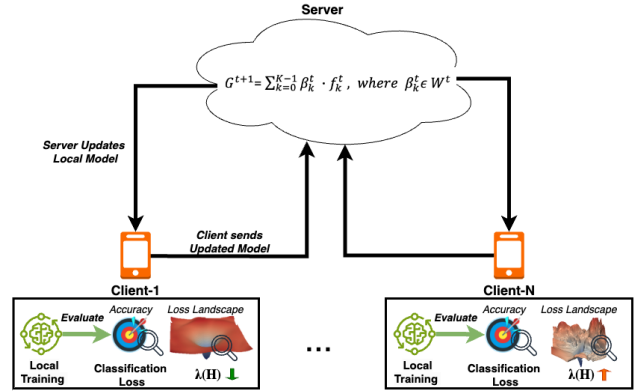 Server
G^{t+1} = ∑_{k=0}^{K-1} β_k^t · f_k^t , where β_k^t ϵ W^t
Server Updates
Local Model
Client sends
Updated Model
Client-1
Evaluate
Accuracy
Loss Landscape
Local
Training
Classification
Loss
λ(H)
...
Client-N
Evaluate
Accuracy
Loss Landscape
Local
Training
Classification
Loss
λ(H)